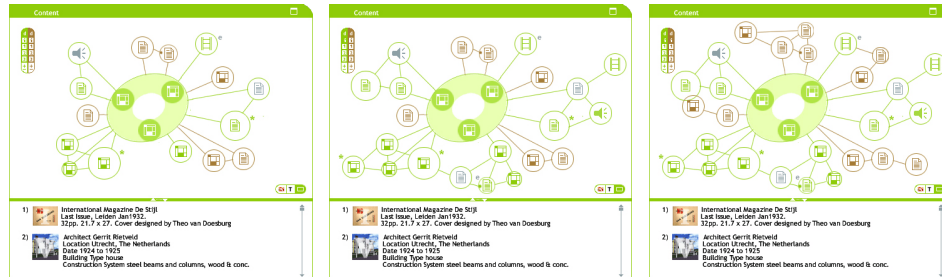 Content
1) International Magazine De Stijl
Last Issue, Leiden Jan1932.
32pp. 21.7 x 27. Cover designed by Theo van Doesburg
2) Architect Gerrit Rietveld
Location Utrecht, The Netherlands
Date 1924 to 1925
Building Type house
Construction System steel beams and columns, wood & conc.
Content
1) International Magazine De Stijl
Last Issue, Leiden Jan1932.
32pp. 21.7 x 27. Cover designed by Theo van Doesburg
2) Architect Gerrit Rietveld
Location Utrecht, The Netherlands
Date 1924 to 1925
Building Type house
Construction System steel beams and columns, wood & conc.
Content
1) International Magazine De Stijl
Last Issue, Leiden Jan1932.
32pp. 21.7 x 27. Cover designed by Theo van Doesburg
2) Architect Gerrit Rietveld
Location Utrecht, The Netherlands
Date 1924 to 1925
Building Type house
Construction System steel beams and columns, wood & conc.